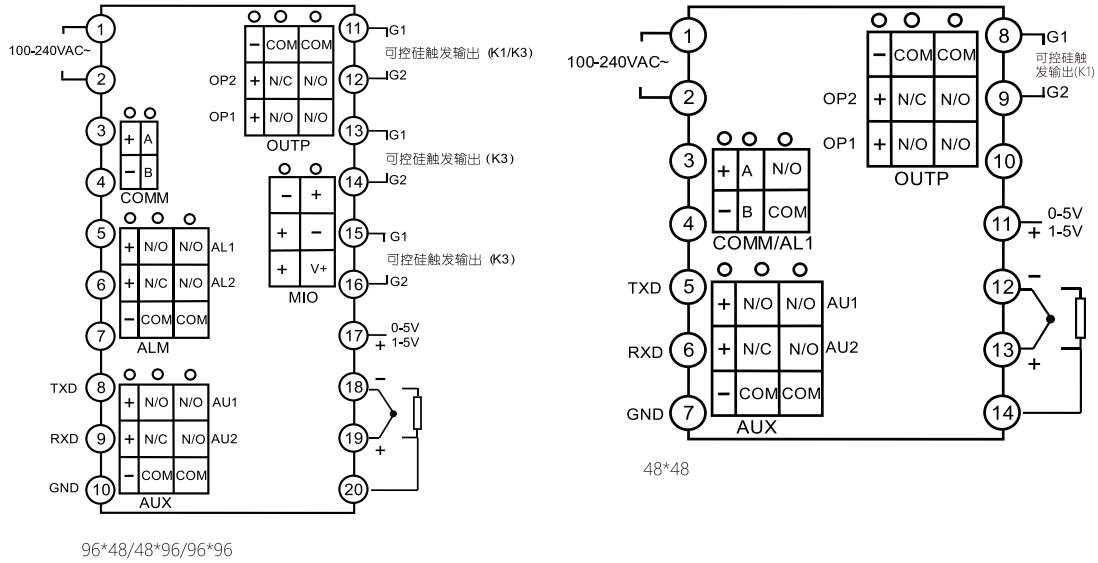 1
100-240VAC~
2
3
+ A
4
− B
COMM
5
+ N/O N/O AL1
6
+ N/C N/O AL2
− COM COM
7
ALM
TXD 8
+ N/O N/O AU1
RXD 9
+ N/C N/O AU2
− COM COM
GND 10
AUX
− COM COM
OP2 + N/C N/O
OP1 + N/O N/O
OUTP
− +
+ −
+ V+
MIO
11 G1
可控硅触发输出 (K1/K3)
12 G2
13 G1
可控硅触发输出 (K3)
14 G2
15 G1
可控硅触发输出 (K3)
16 G2
17 0-5V
+ 1-5V
18 −
19 +
20
96*48/48*96/96*96
1
100-240VAC~
2
3
+ A N/O
4
− B COM
COMM/AL1
TXD 5
+ N/O N/O AU1
RXD 6
+ N/C N/O AU2
GND 7
− COM COM
AUX
− COM COM
OP2 + N/C N/O
OP1 + N/O N/O
OUTP
8 G1
可控硅触
发输出(K1)
9 G2
10
11 0-5V
+ 1-5V
12 −
13 +
14
48*48